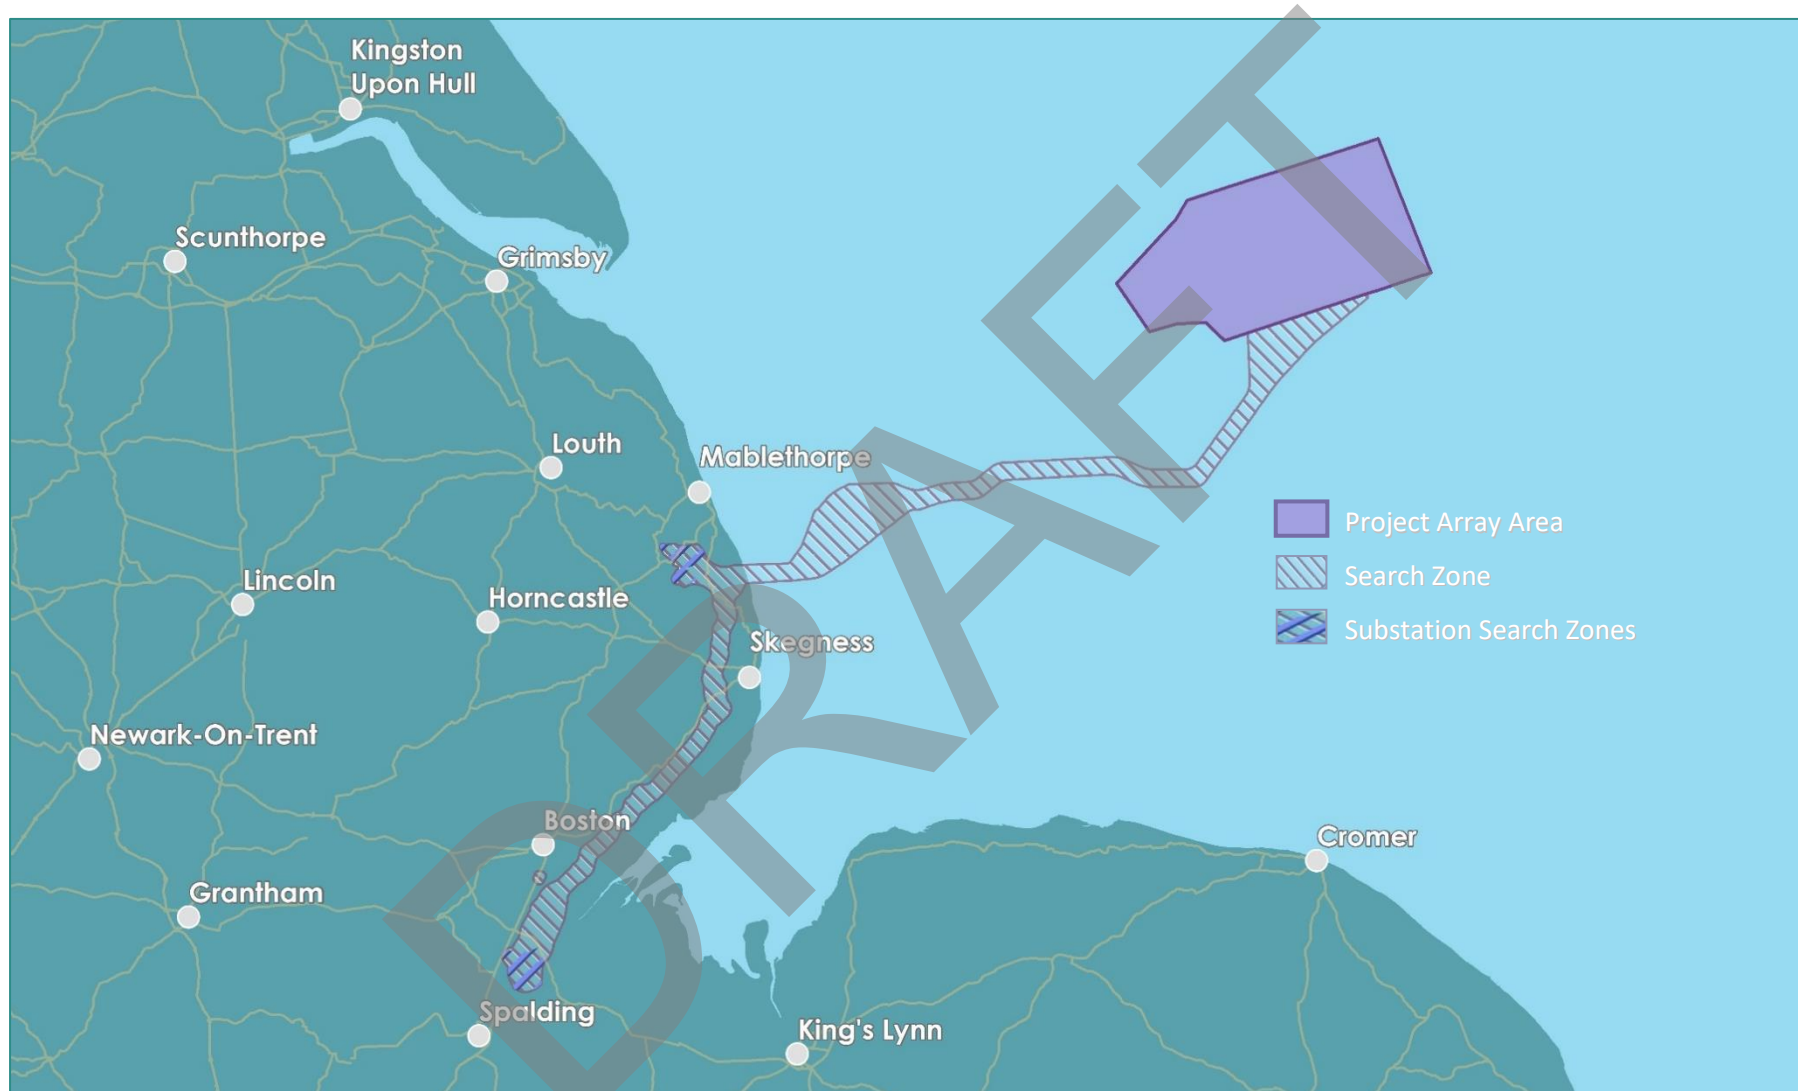 Kingston
Upon Hull
Scunthorpe
Grimsby
Louth
Mablethorpe
Project Array Area
Search Zone
Lincoln
Horncastle
Substation Search Zones
Skegness
Newark-On-Trent
Boston
Cromer
Grantham
Spalding
King's Lynn
DRAFT